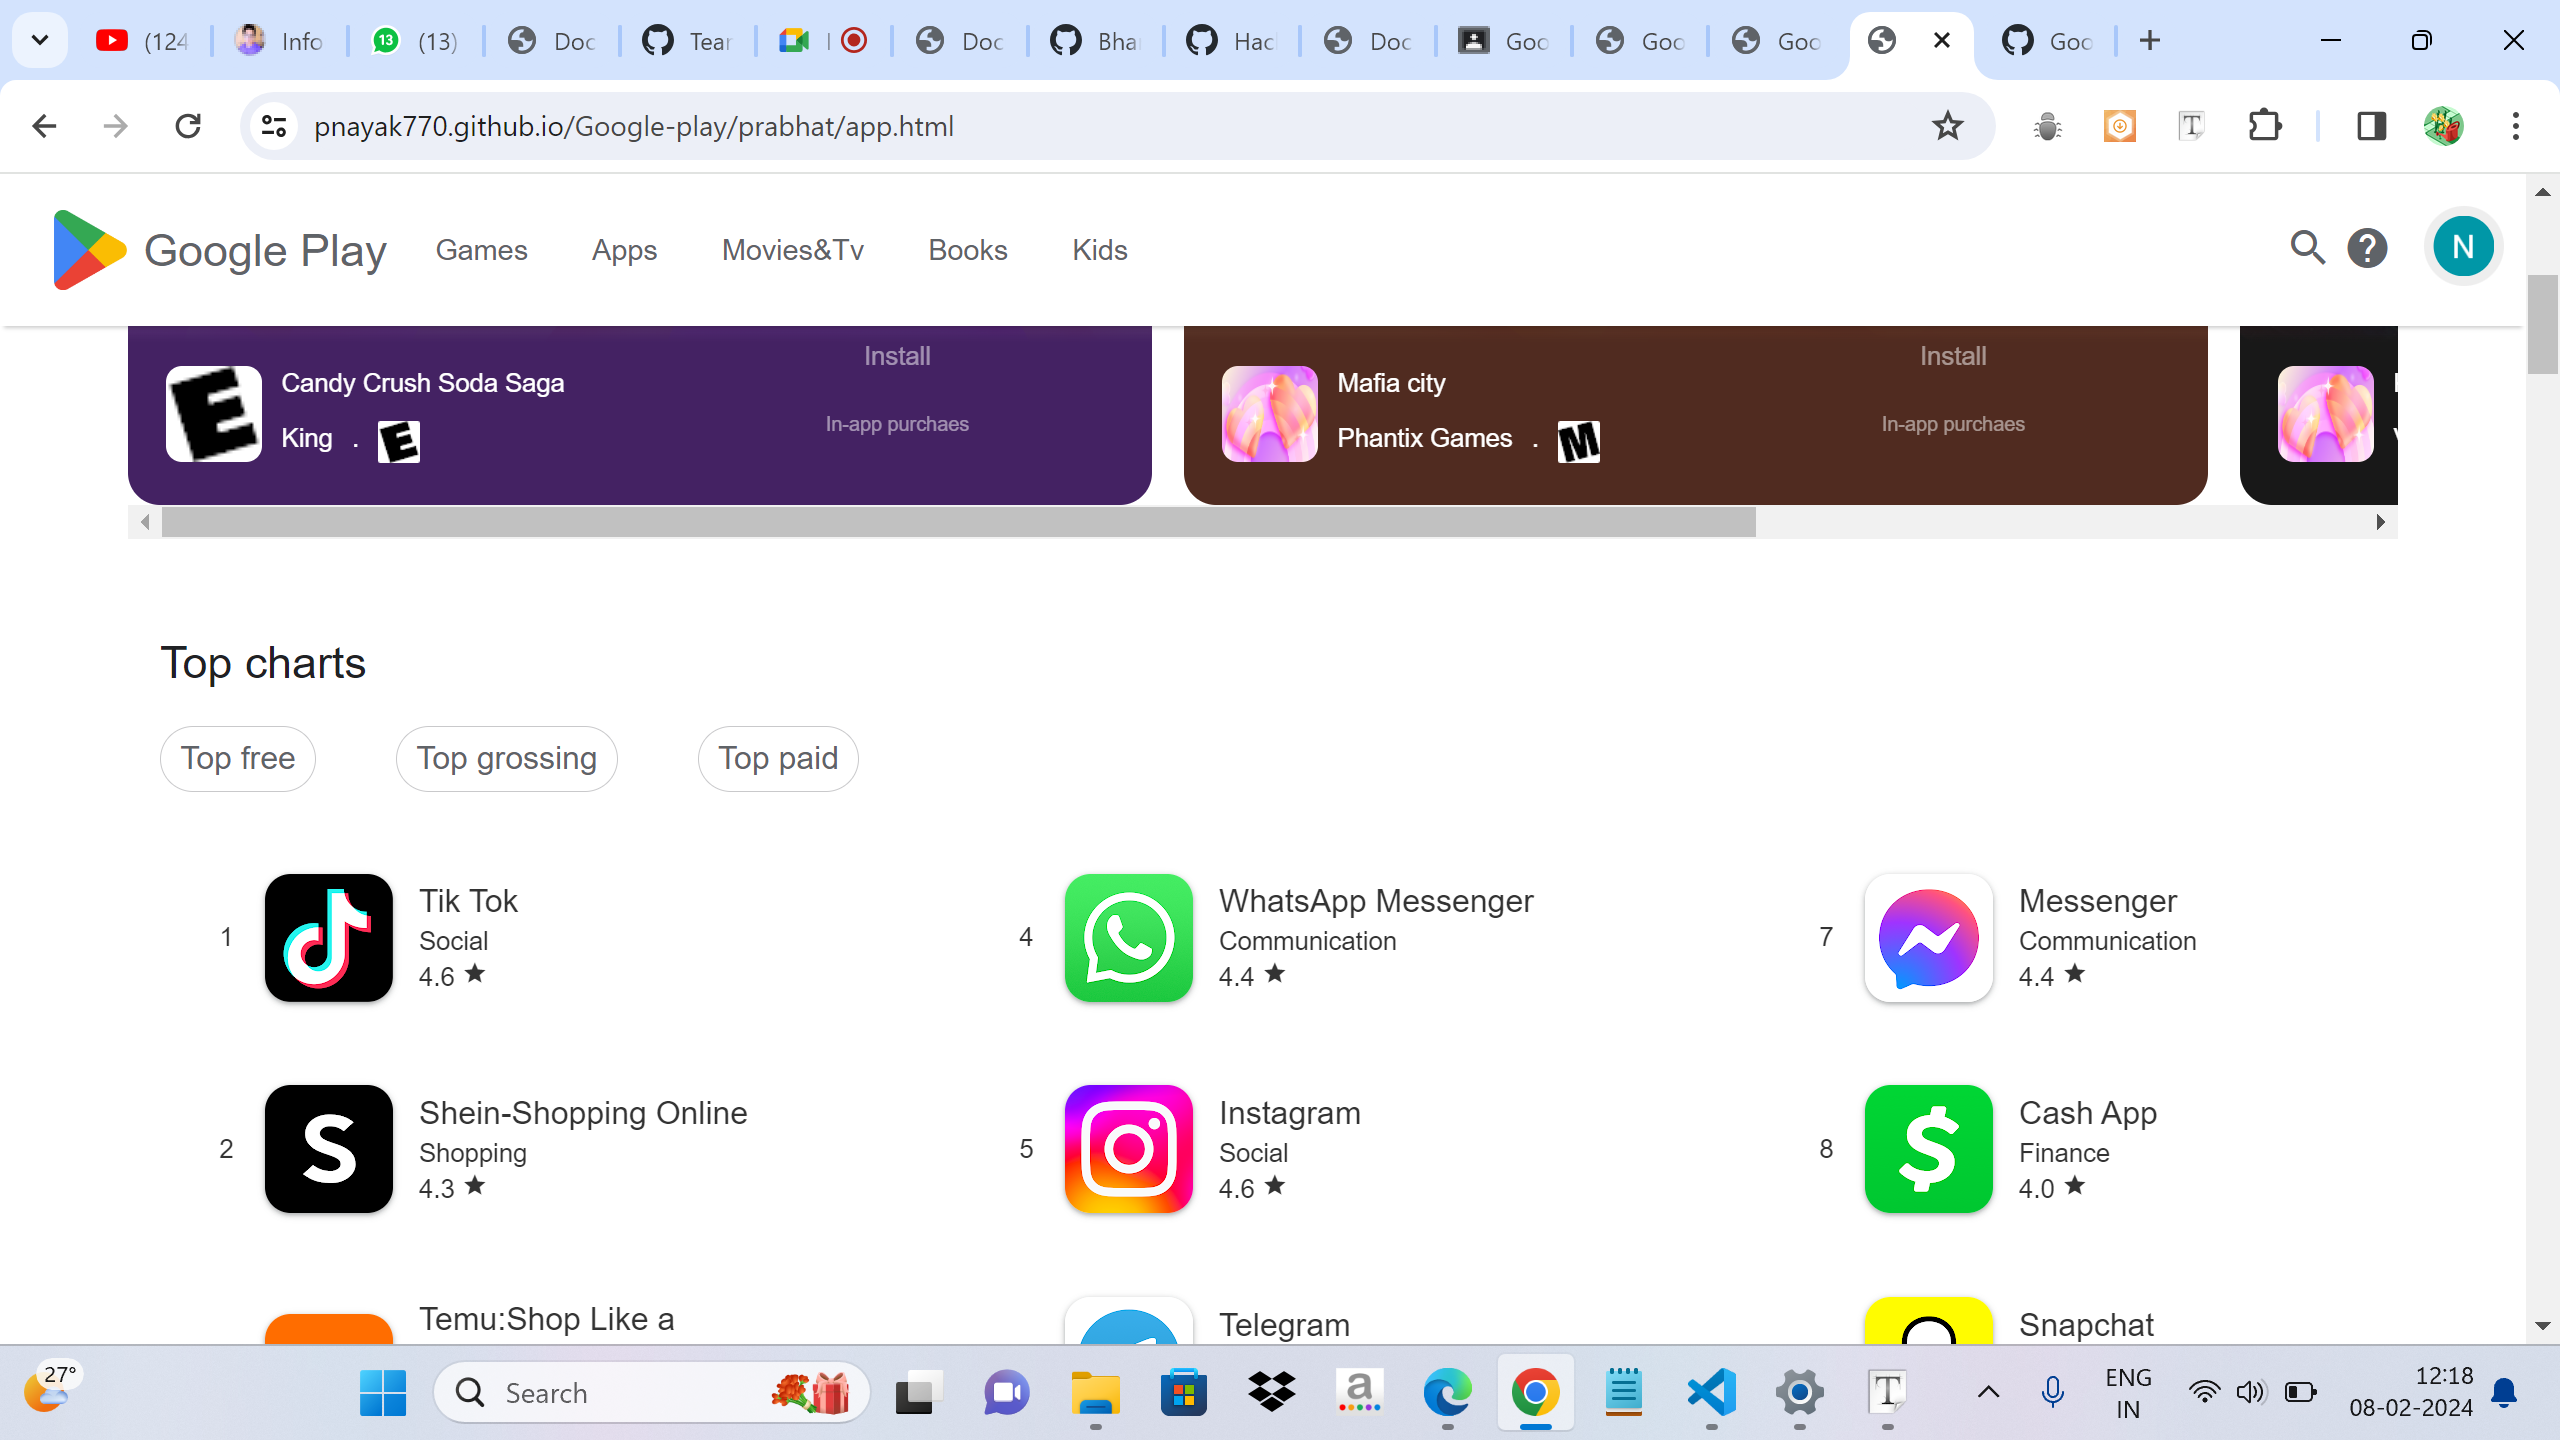 (124
Info
(13)
13
Doc
Tear
Doc
Bha
Hac
Doc
Goo
Goo
Goo
Goo
pnayak770.github.io/Google-play/prabhat/app.html
Google Play
Games
Apps
Movies&Tv
Books
Kids
N
Candy Crush Soda Saga
King .
E
E
Install
In-app purchaes
Mafia city
Phantix Games .
M
Install
In-app purchaes
Top charts
Top free
Top grossing
Top paid
1
Tik Tok
Social
4.6 ★
4
WhatsApp Messenger
Communication
4.4 ★
7
Messenger
Communication
4.4 ★
2
S
Shein-Shopping Online
Shopping
4.3 ★
5
Instagram
Social
4.6 ★
8
$
Cash App
Finance
4.0 ★
Temu:Shop Like a
Telegram
Snapchat
27°
Search
a
T
ENG
IN
12:18
08-02-2024